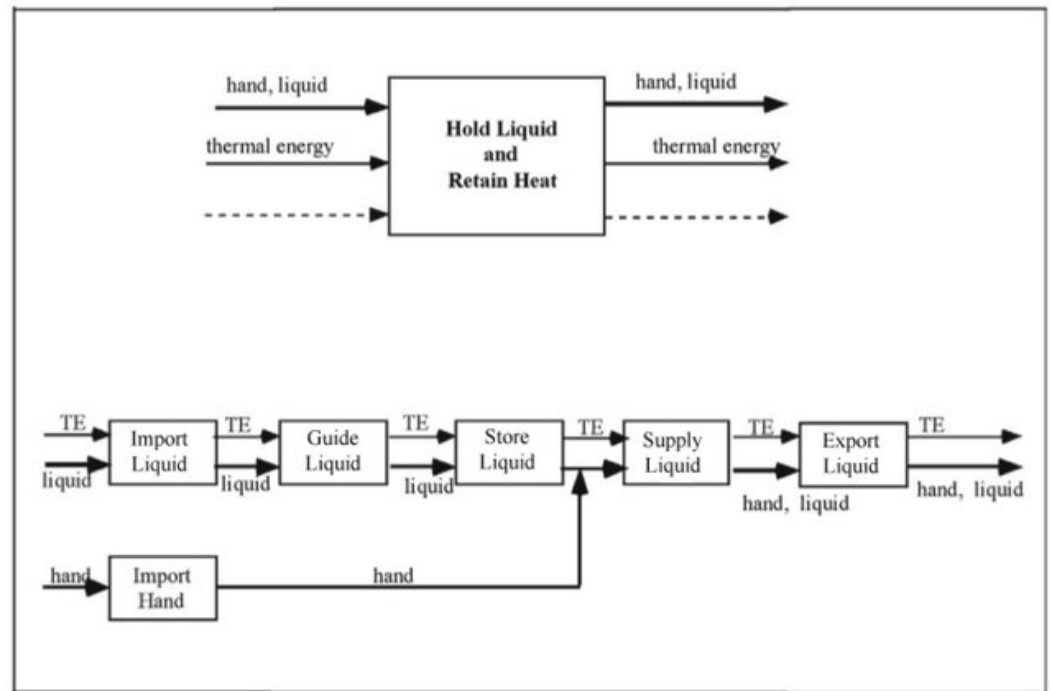 hand, liquid
hand, liquid
Hold Liquid
and
Retain Heat
thermal energy
thermal energy
TE
TE
TE
TE
TE
TE
Import
Liquid
Guide
Liquid
Store
Liquid
Supply
Liquid
Export
Liquid
liquid
liquid
liquid
hand, liquid
hand, liquid
hand
Import
Hand
hand